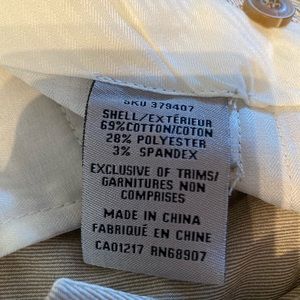 SKU 379407
SHELL/EXTÉRIEUR
69%COTTON/COTON
28% POLYESTER
3% SPANDEX
EXCLUSIVE OF TRIMS/
GARNITURES NON
COMPRISES
MADE IN CHINA
FABRIQUÉ EN CHINE
CA01217 RN68907